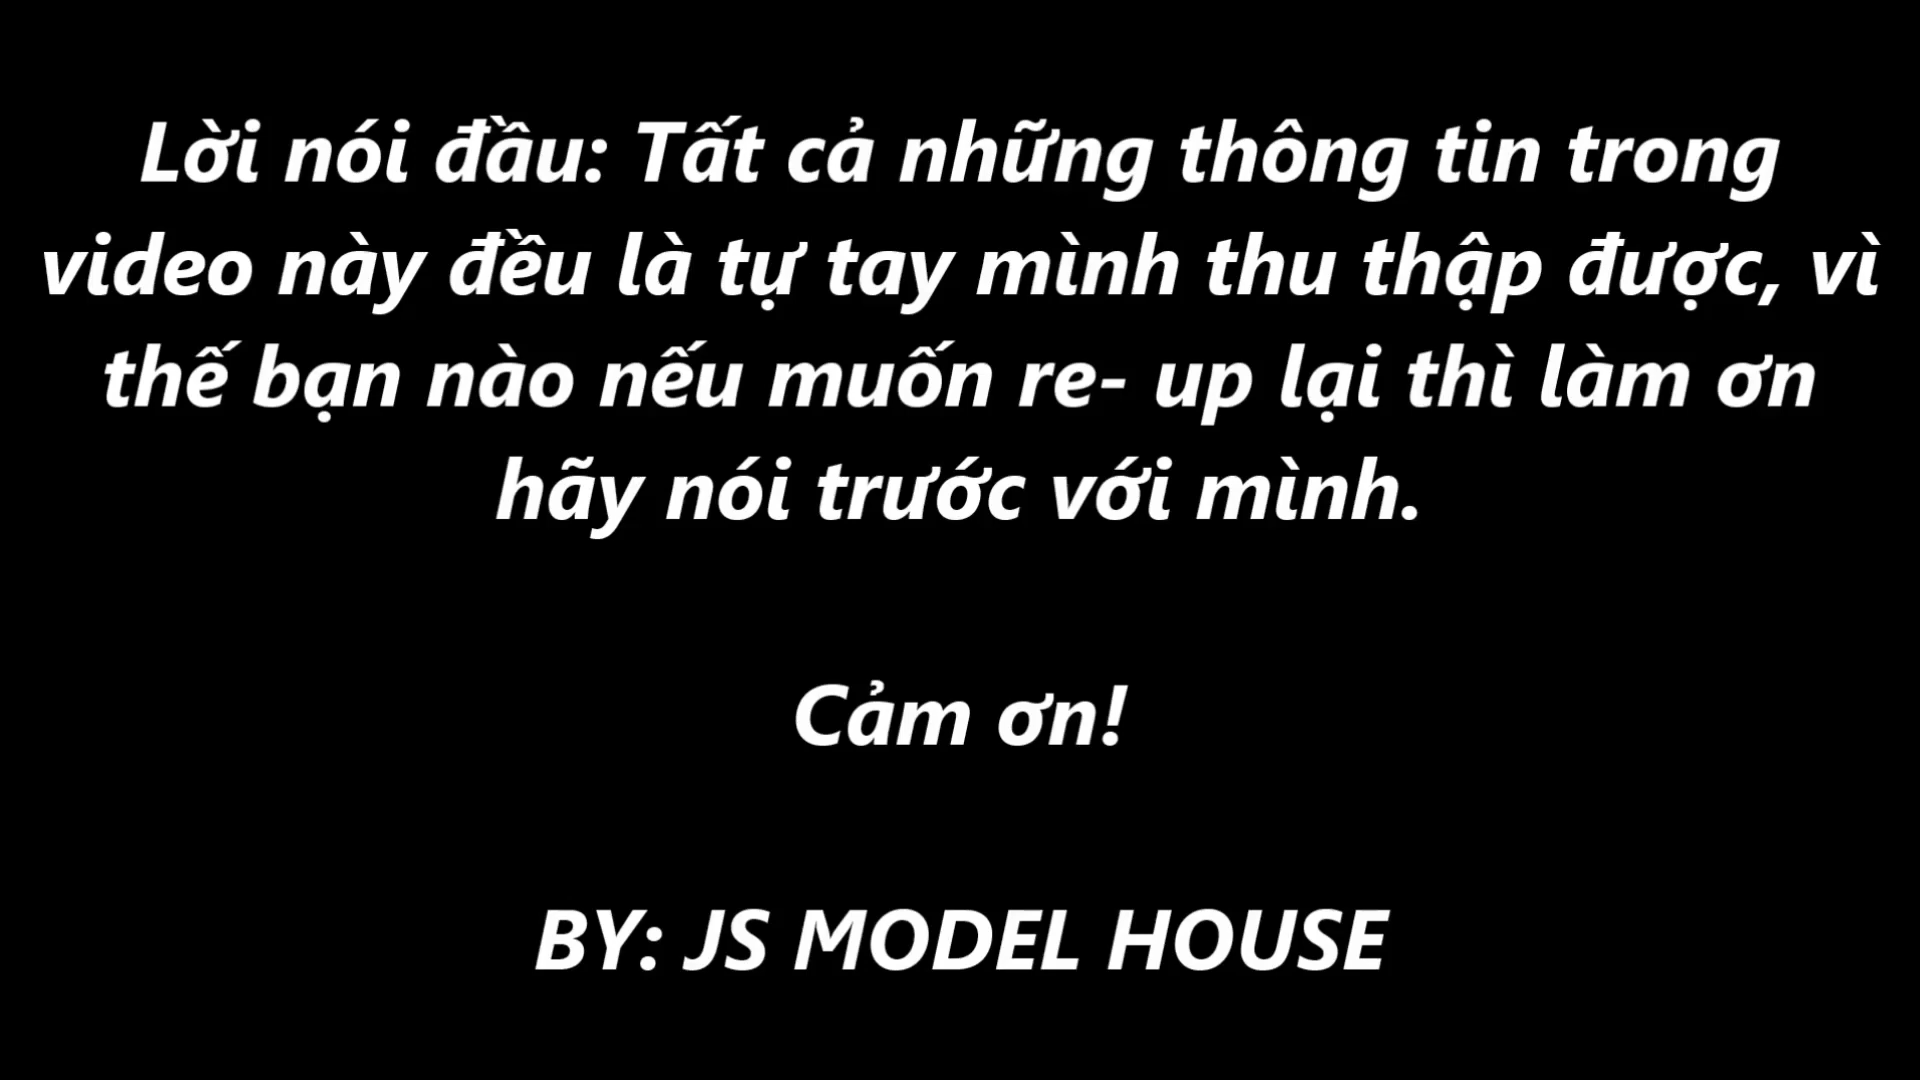 Lời nói đầu: Tất cả những thông tin trong
video này đều là tự tay mình thu thập được, vì
thế bạn nào nếu muốn re- up lại thì làm ơn
hãy nói trước với mình.
Cảm ơn!
BY: JS MODEL HOUSE